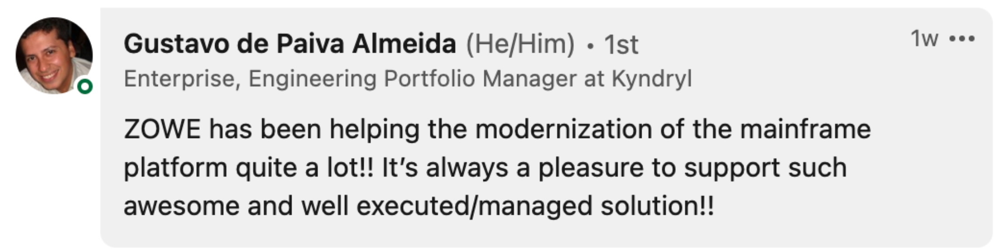 Gustavo de Paiva Almeida (He/Him) • 1st
1w •••
Enterprise, Engineering Portfolio Manager at Kyndryl
ZOWE has been helping the modernization of the mainframe
platform quite a lot!! It’s always a pleasure to support such
awesome and well executed/managed solution!!